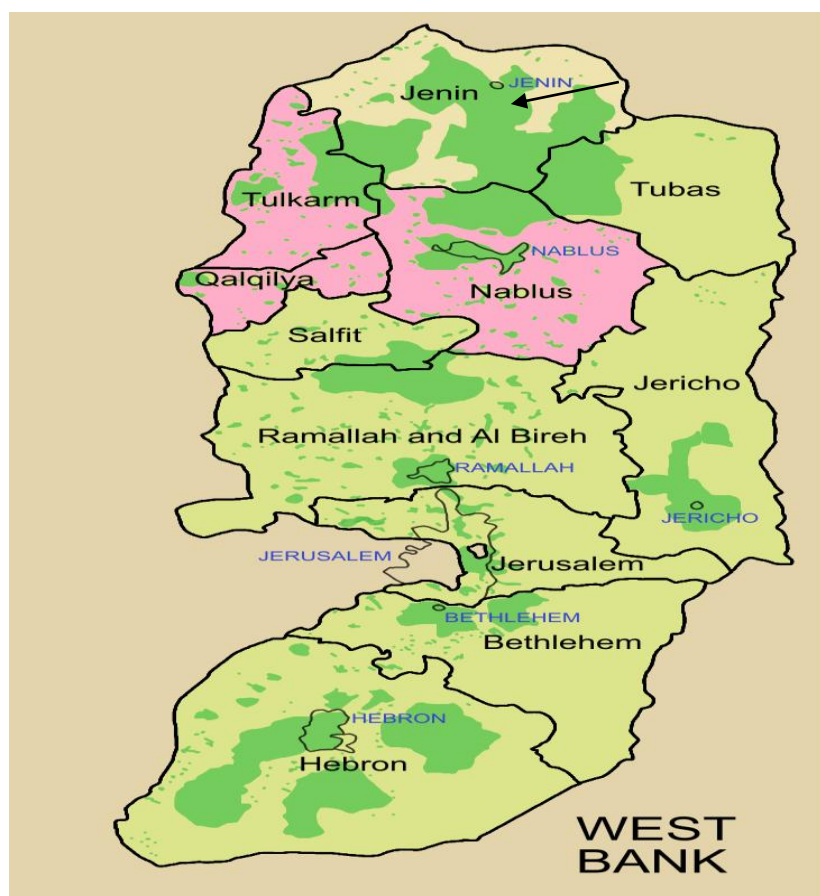 JENIN
Jenin
Tubas
Tulkarm
NABLUS
Qalqilya
Nablus
Salfit
Jericho
Ramallah and Al Bireh
RAMALLAH
JERICHO
JERUSALEM
Jerusalem
BETHLEHEM
Bethlehem
HEBRON
Hebron
WEST
BANK